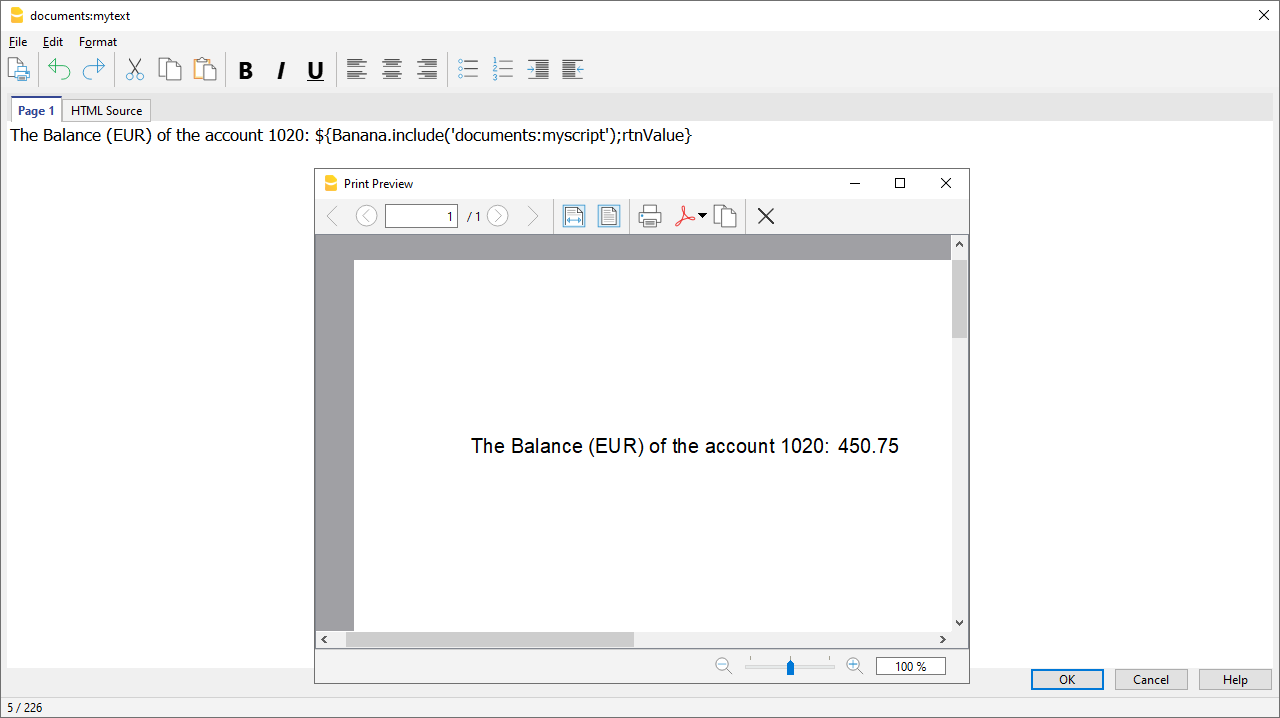 documents:mytext
File Edit Format
B I U
Page 1 HTML Source
The Balance (EUR) of the account 1020: ${Banana.include('documents:myscript');rtnValue}
Print Preview
1 / 1
The Balance (EUR) of the account 1020: 450.75
100 %
OK Cancel Help
5 / 226